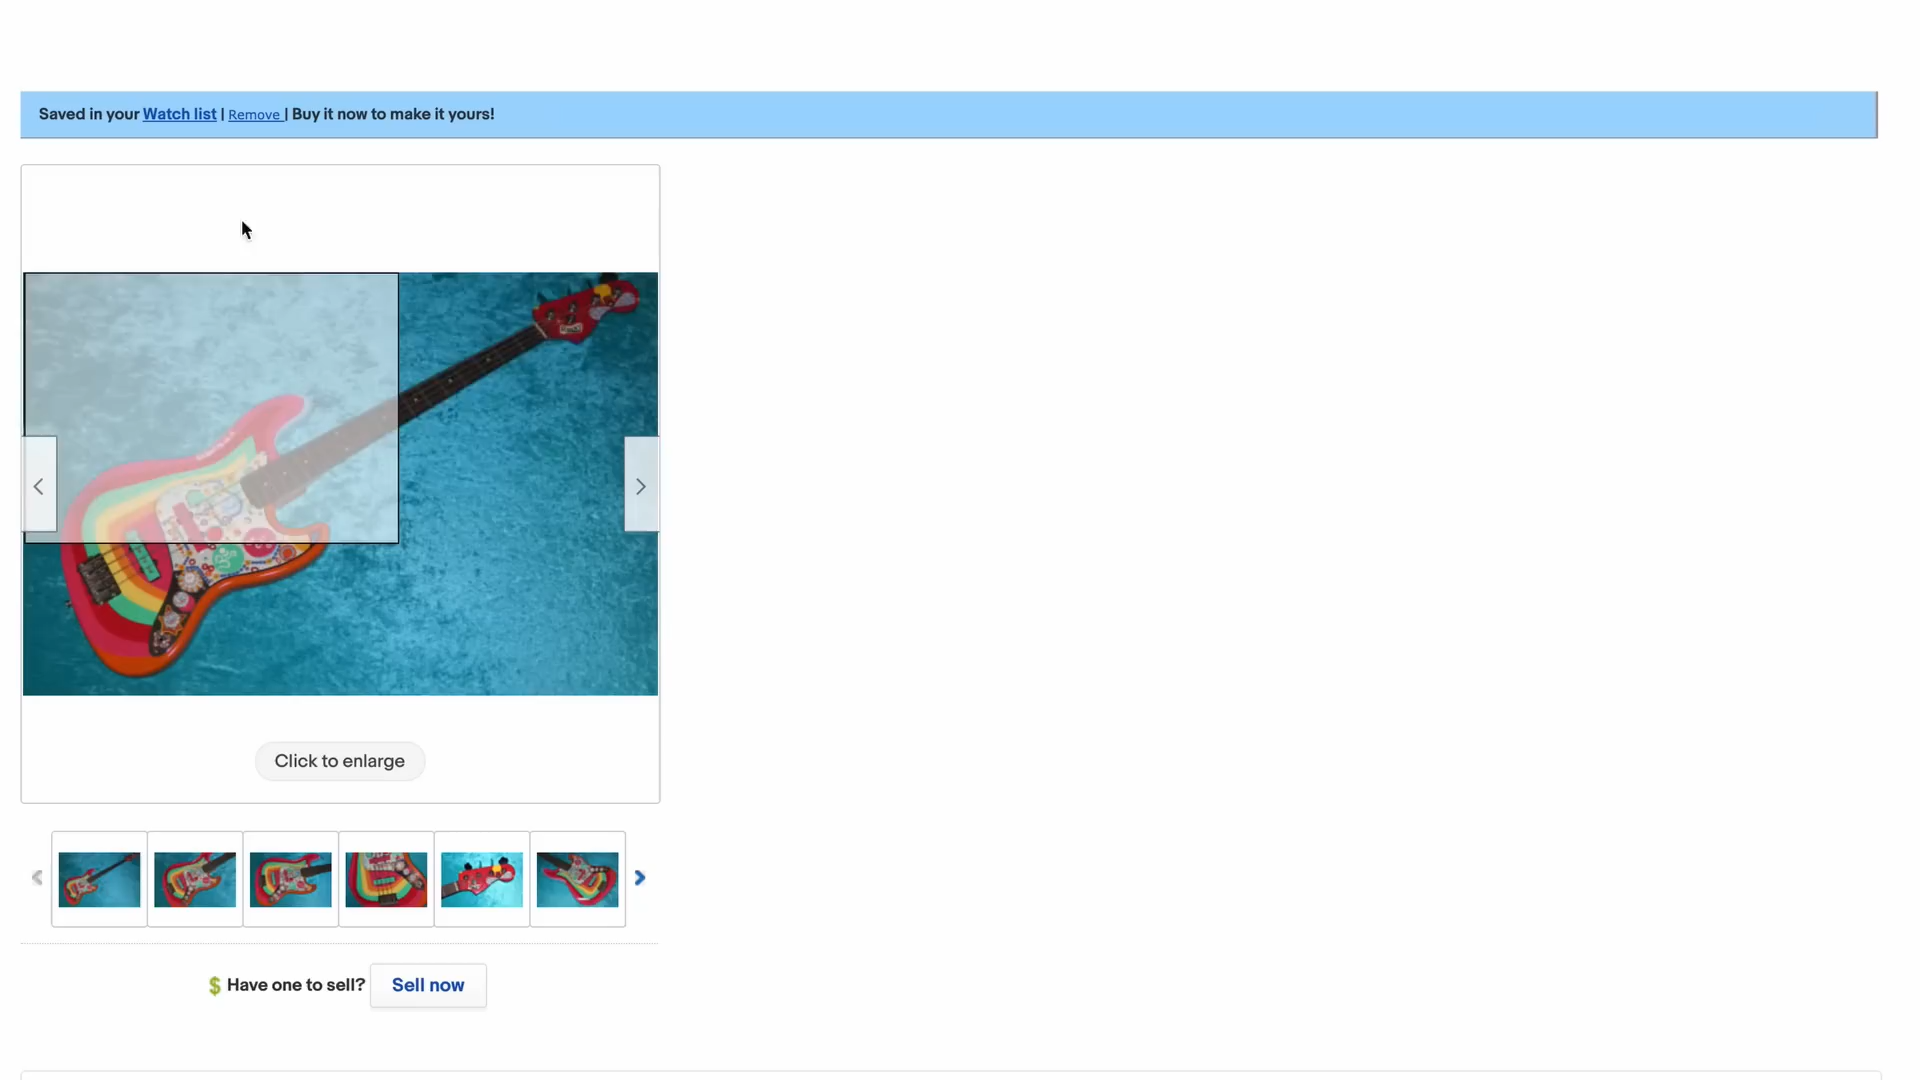 Saved in your Watch list | Remove | Buy it now to make it yours!
Click to enlarge
$ Have one to sell? Sell now